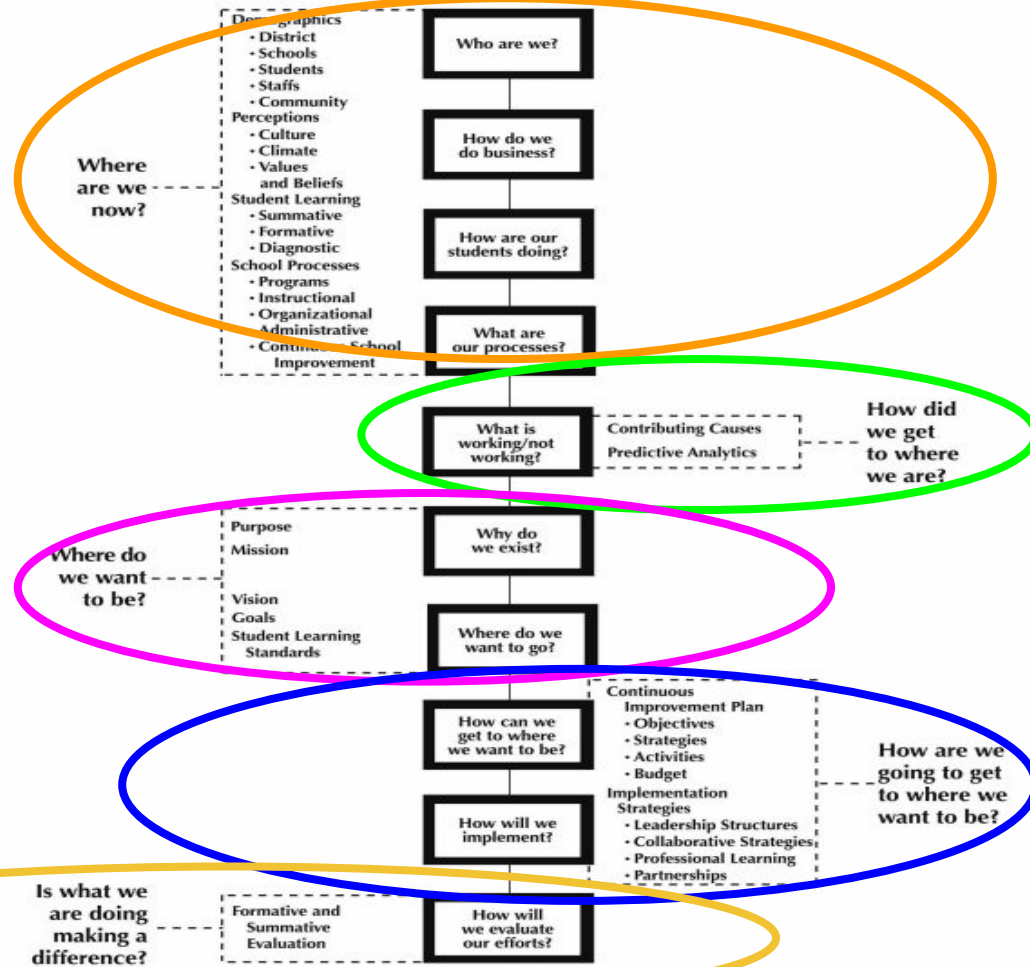 Who are we?
Demographics
• District
• Schools
• Students
• Staffs
• Community
Perceptions
• Culture
• Climate
• Values
and Beliefs
Student Learning
• Summative
• Formative
• Diagnostic
School Processes
• Programs
• Instructional
• Organizational
• Administrative
• Continuous School
Improvement
Where
are we
now?
How do we
do business?
How are our
students doing?
What are
our processes?
What is
working/not
working?
Contributing Causes
Predictive Analytics
How did
we get
to where
we are?
Why do
we exist?
Purpose
Mission
Where do
we want
to be?
Vision
Goals
Student Learning
Standards
Where do we
want to go?
How can we
get to where
we want to be?
Continuous
Improvement Plan
• Objectives
• Strategies
• Activities
• Budget
Implementation
Strategies
• Leadership Structures
• Collaborative Strategies
• Professional Learning
• Partnerships
How are we
going to get
to where we
want to be?
How will we
implement?
Is what we
are doing
making a
difference?
Formative and
Summative
Evaluation
How will
we evaluate
our efforts?